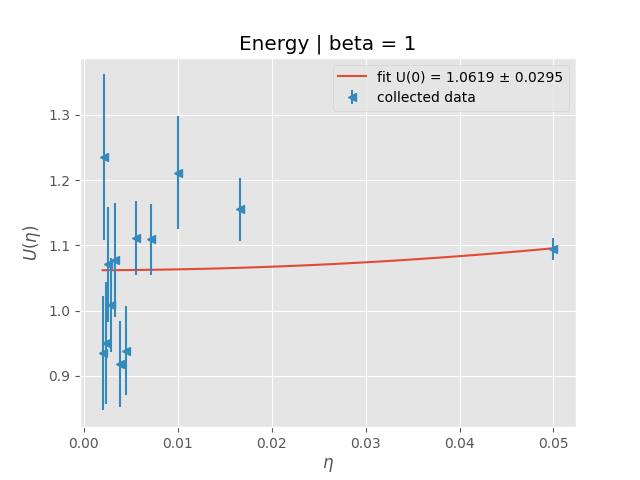 Energy | beta = 1
fit U(0) = 1.0619 ± 0.0295
collected data
1.3
1.2
1.1
1.0
0.9
U(η)
0.00
0.01
0.02
0.03
0.04
0.05
η